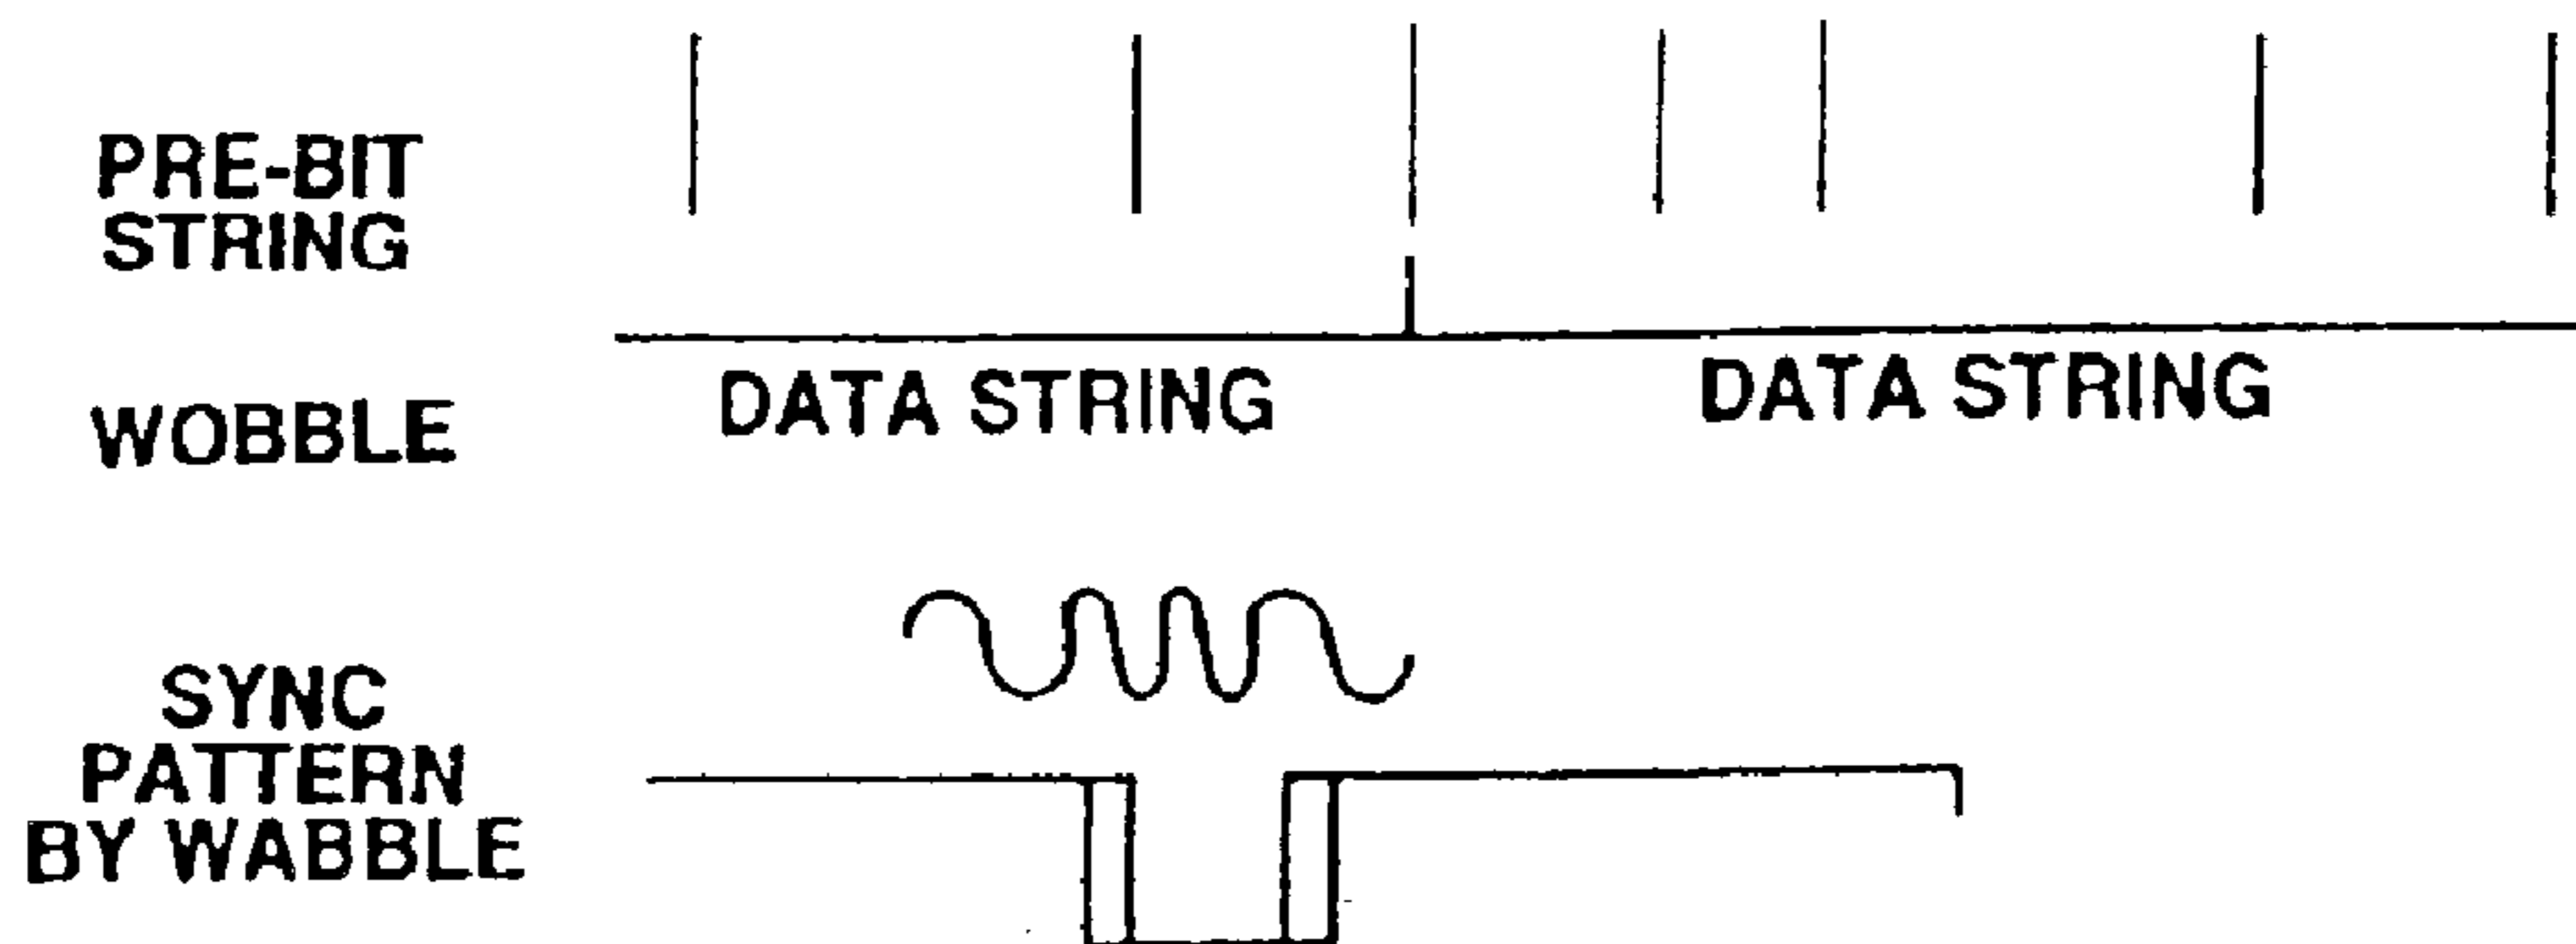 PRE-BIT
STRING
WOBBLE
DATA STRING
DATA STRING
SYNC
PATTERN
BY WABBLE